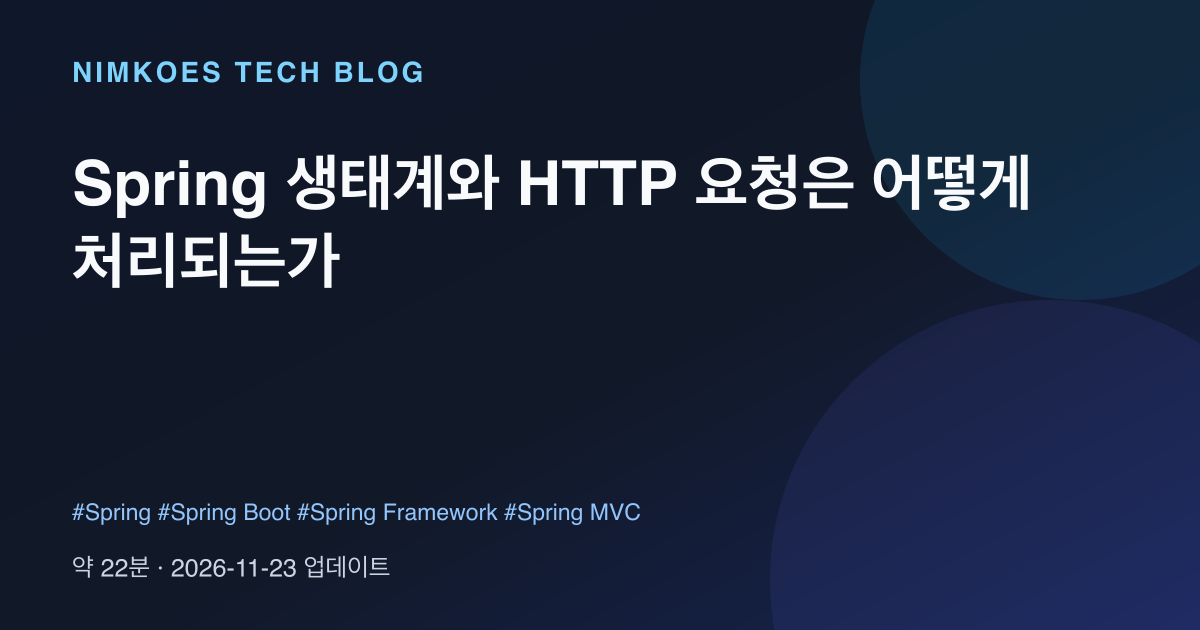 NIMKOES TECH BLOG
Spring 생태계와 HTTP 요청은 어떻게
처리되는가
#Spring #Spring Boot #Spring Framework #Spring MVC
약 22분 · 2026-11-23 업데이트